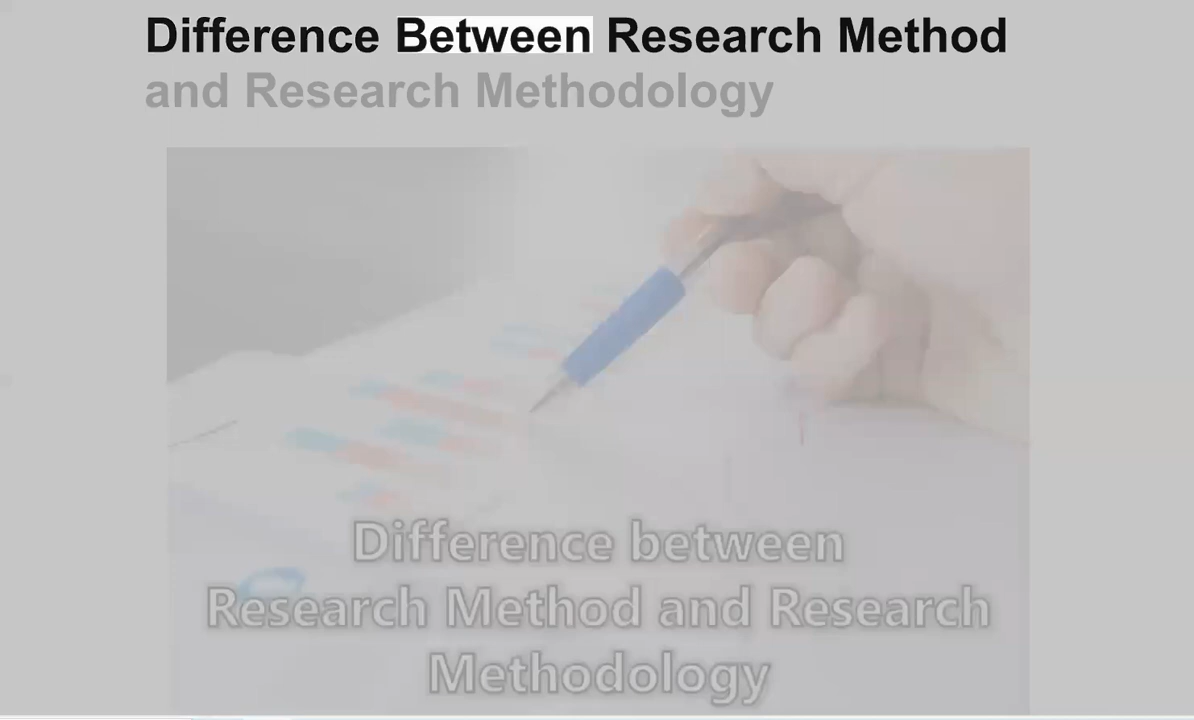 Difference Between Research Method
and Research Methodology
Difference between
Research Method and Research
Methodology